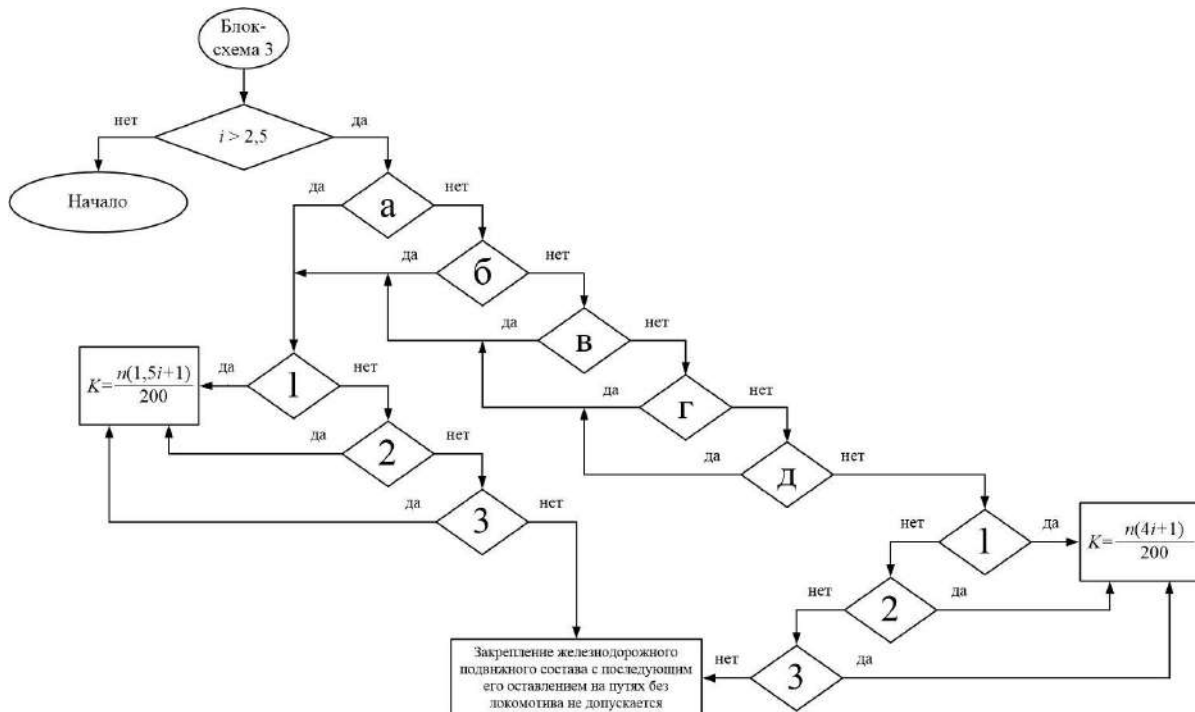 Блок-
схема 3
нет
i > 2,5
да
Начало
да
а
нет
да
б
нет
да
в
нет
K = n(1,5i+1)
200
да
1
нет
да
г
нет
да
2
нет
да
д
нет
да
3
нет
нет
1
да
K = n(4i+1)
200
нет
2
да
Закрепление железнодорожного
подвижного состава с последующим
его оставлением на путях без
локомотива не допускается
нет
3
да